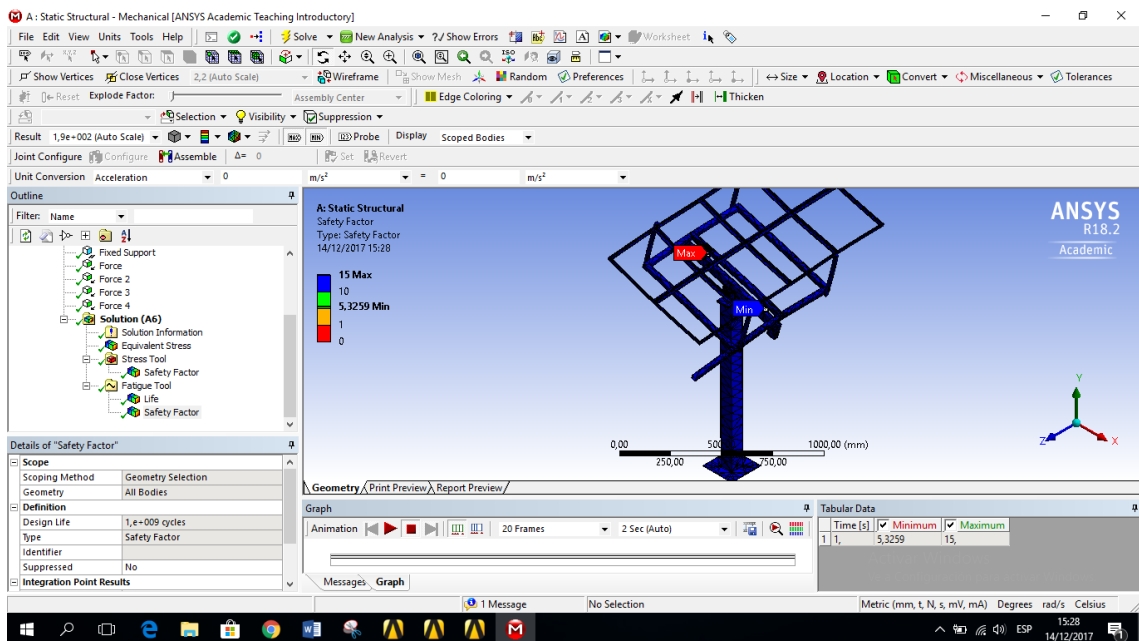 A : Static Structural - Mechanical [ANSYS Academic Teaching Introductory]
File Edit View Units Tools Help Solve New Analysis ?/ Show Errors Worksheet
Show Vertices Close Vertices 2,2 (Auto Scale) Wireframe Show Mesh Random Preferences Size Location Convert Miscellaneous Tolerances
Reset Explode Factor: Assembly Center Edge Coloring Thicken
Selection Visibility Suppression
Result 1,9e+002 (Auto Scale) Probe Display Scoped Bodies
Joint Configure Configure Assemble Δ= 0 Set Revert
Unit Conversion Acceleration 0 m/s² = 0 m/s²
Outline
Filter: Name
Fixed Support
Force
Force 2
Force 3
Force 4
Solution (A6)
Solution Information
Equivalent Stress
Stress Tool
Safety Factor
Fatigue Tool
Life
Safety Factor
Details of "Safety Factor"
Scope
Scoping Method Geometry Selection
Geometry All Bodies
Definition
Design Life 1,e+009 cycles
Type Safety Factor
Identifier
Suppressed No
Integration Point Results
A: Static Structural
Safety Factor
Type: Safety Factor
14/12/2017 15:28
15 Max
10
5,3259 Min
1
0
Max
Min
ANSYS
R18.2
Academic
Y
Z X
0,00 500 1000,00 (mm)
250,00 750,00
Geometry Print Preview Report Preview
Graph
Animation 20 Frames 2 Sec (Auto)
Messages Graph
Tabular Data
Time [s] Minimum Maximum
1 1, 5,3259 15,
1 Message No Selection Metric (mm, t, N, s, mV, mA) Degrees rad/s Celsius
ESP 15:28
14/12/2017